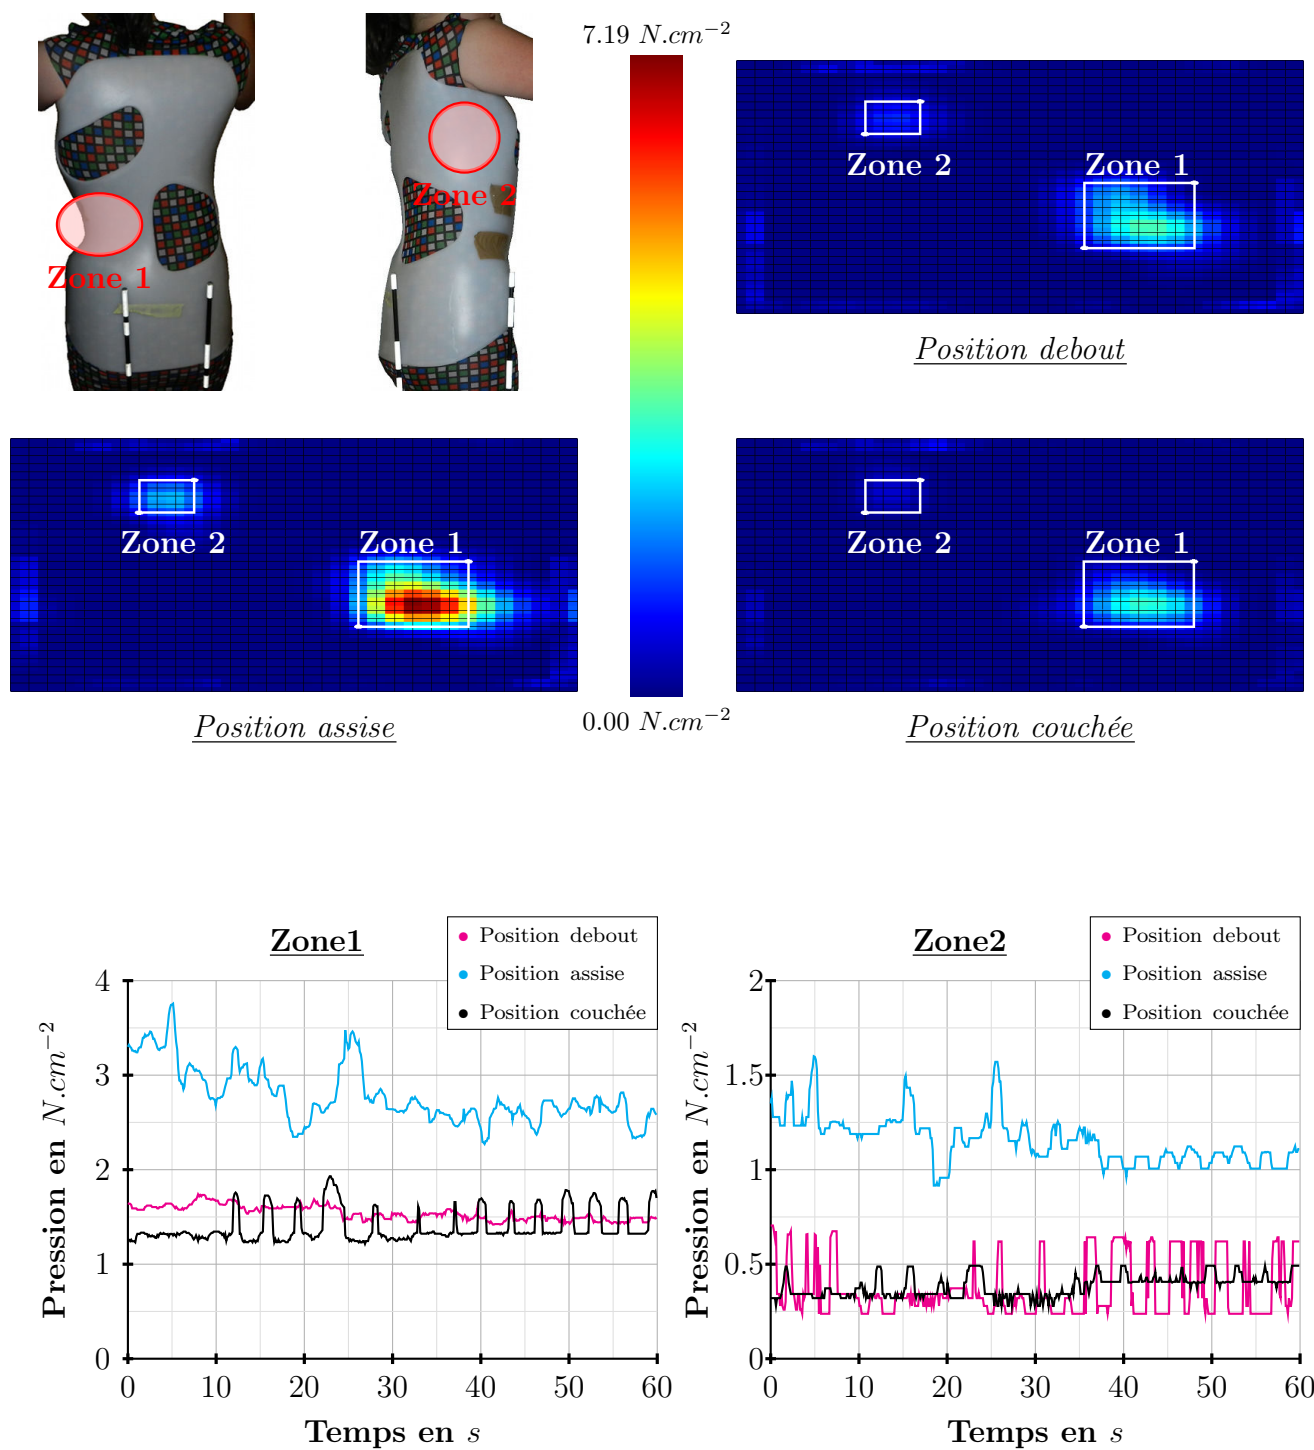 7.19 N.cm⁻²
Zone 1
Zone 2
Zone 2
Zone 1
Position debout
Zone 2
Zone 1
Position assise
0.00 N.cm⁻²
Zone 2
Zone 1
Position couchée
Zone1
Position debout
Position assise
Position couchée
4
3
2
1
0
Pression en N.cm⁻²
0 10 20 30 40 50 60
Temps en s
Zone2
Position debout
Position assise
Position couchée
2
1.5
1
0.5
0
Pression en N.cm⁻²
0 10 20 30 40 50 60
Temps en s